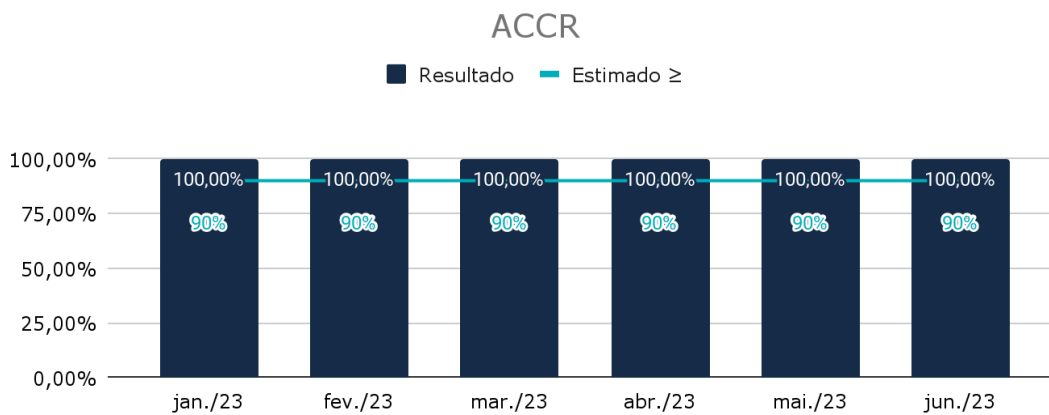 ACCR
Resultado Estimado ≥
100,00%
75,00%
50,00%
25,00%
0,00%
100,00% 100,00% 100,00% 100,00% 100,00% 100,00%
90% 90% 90% 90% 90% 90%
jan./23 fev./23 mar./23 abr./23 mai./23 jun./23